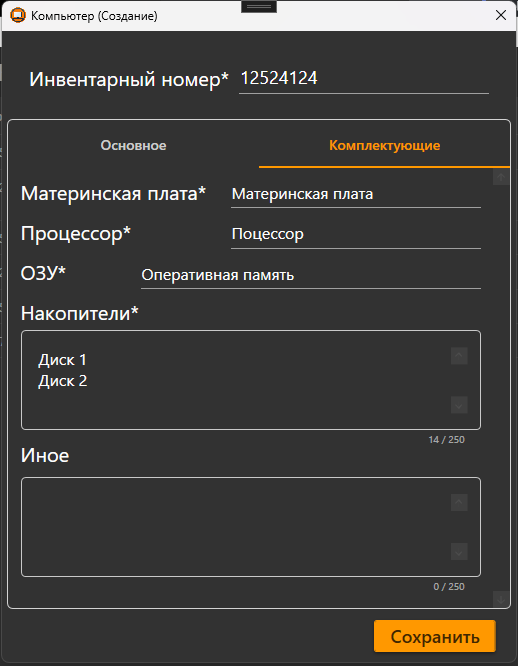 Компьютер (Создание)
Инвентарный номер* 12524124
Основное Комплектующие
Материнская плата* Материнская плата
Процессор* Поцессор
ОЗУ* Оперативная память
Накопители*
Диск 1
Диск 2
14 / 250
Иное
0 / 250
Сохранить